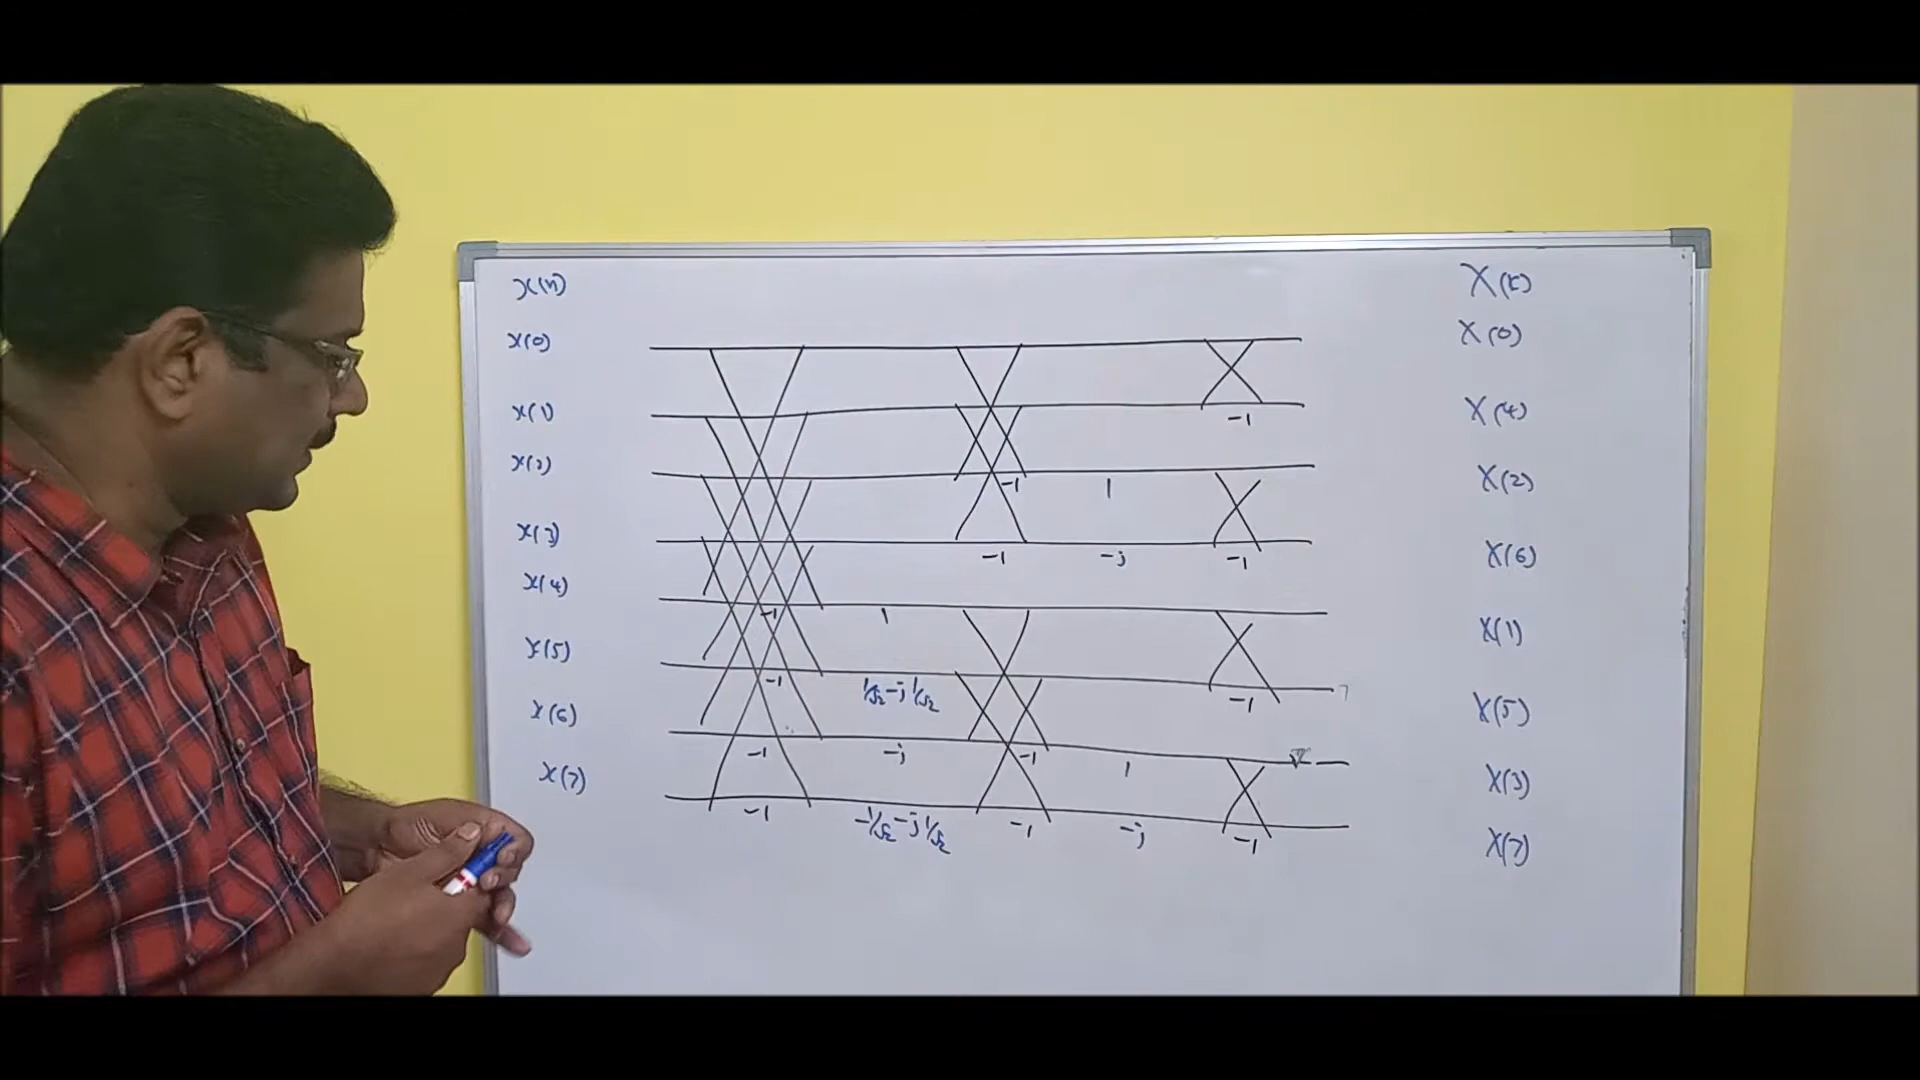 x(n) X(k)
x(0) X(0)
x(1) -1 X(4)
x(2) -1 1 X(2)
x(3) -1 -j -1 X(6)
x(4) -1 1 X(1)
x(5) -1 1/√2 - j 1/√2 -1 X(5)
x(6) -1 -j -1 1 X(3)
x(7) -1 -1/√2 - j 1/√2 -1 -j -1 X(7)